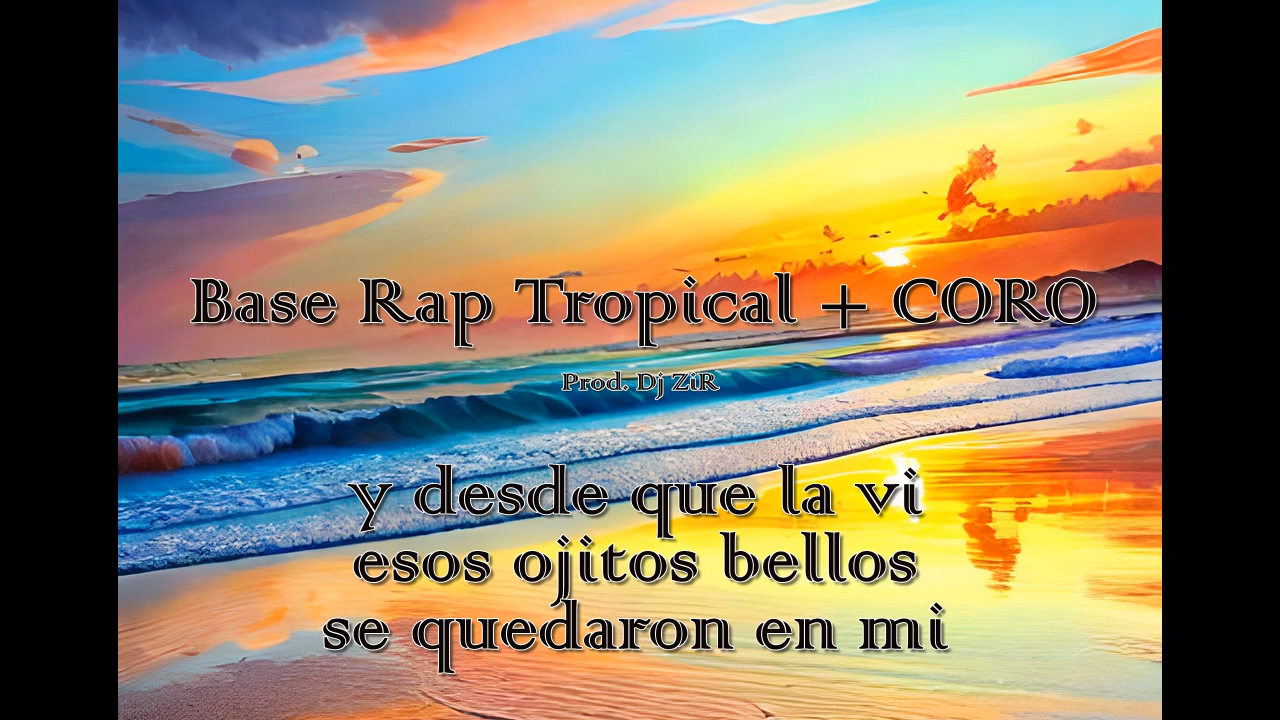 Base Rap Tropical + CORO
Prod. Dj ZiR
y desde que la vi
esos ojitos bellos
se quedaron en mi